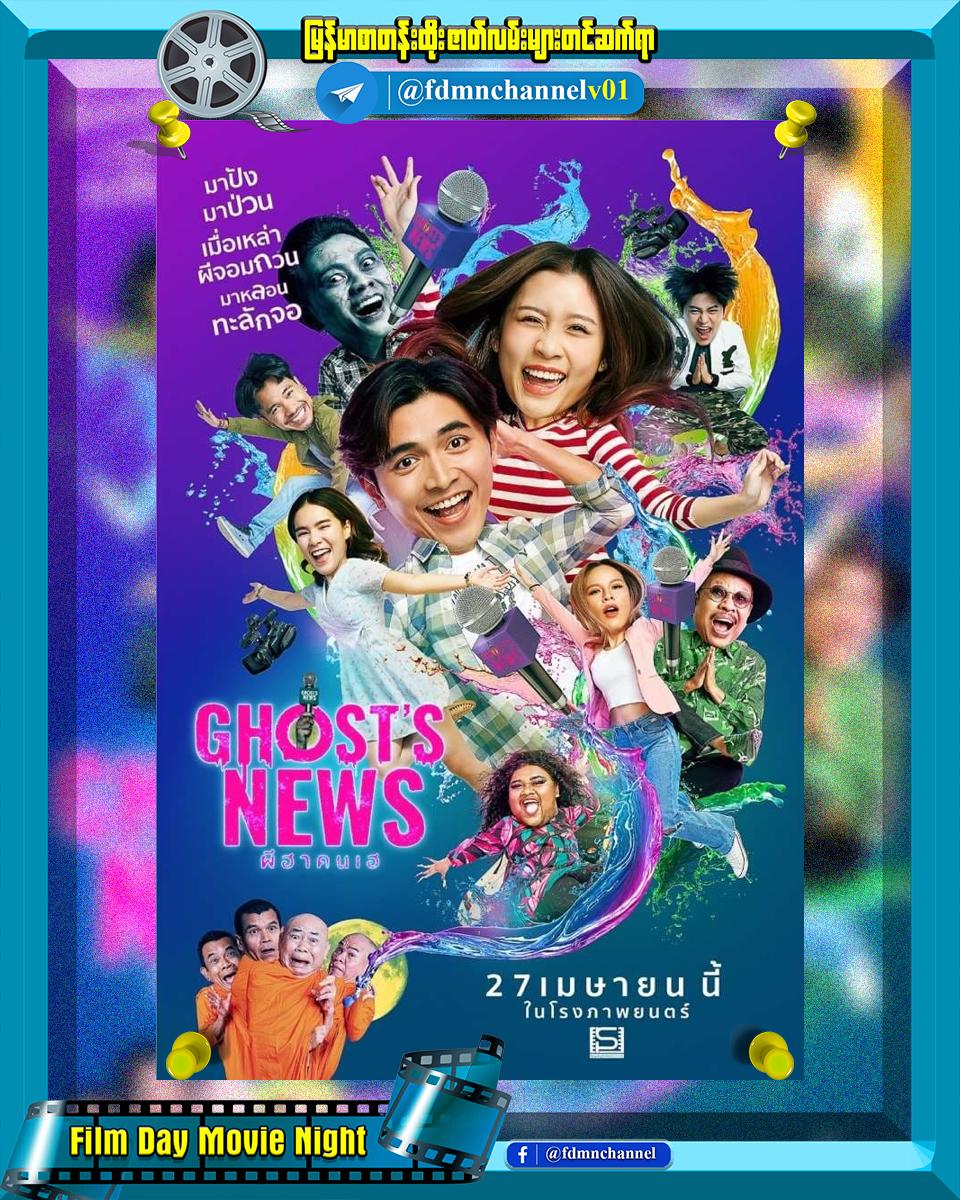 မြန်မာစာတန်းထိုးဇာတ်လမ်းများတင်ဆက်ရာ
@fdmnchannelv01
มาปัง
มาป่วน
เมื่อเหล่า
ผีจอมกวน
มาหลอน
ทะลักจอ
GHOST'S
NEWS
ผีฮาคนเฮ
27 เมษายน นี้
ในโรงภาพยนตร์
S
Film Day Movie Night
@fdmnchannel